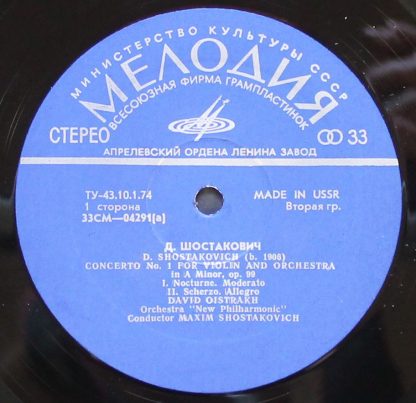 МИНИСТЕРСТВО КУЛЬТУРЫ СССР
МЕЛОДИЯ
ВСЕСОЮЗНАЯ ФИРМА ГРАМПЛАСТИНОК
СТЕРЕО
33
АПРЕЛЕВСКИЙ ОРДЕНА ЛЕНИНА ЗАВОД
ТУ-43.10.1.74
MADE IN USSR
1 сторона
Вторая гр.
33СМ—04291(а)
Д. ШОСТАКОВИЧ
D. SHOSTAKOVICH (b. 1906)
CONCERTO No. 1 FOR VIOLIN AND ORCHESTRA
in A Minor, op. 99
I. Nocturne. Moderato
II. Scherzo. Allegro
DAVID OISTRAKH
Orchestra "New Philharmonic"
Conductor MAXIM SHOSTAKOVICH